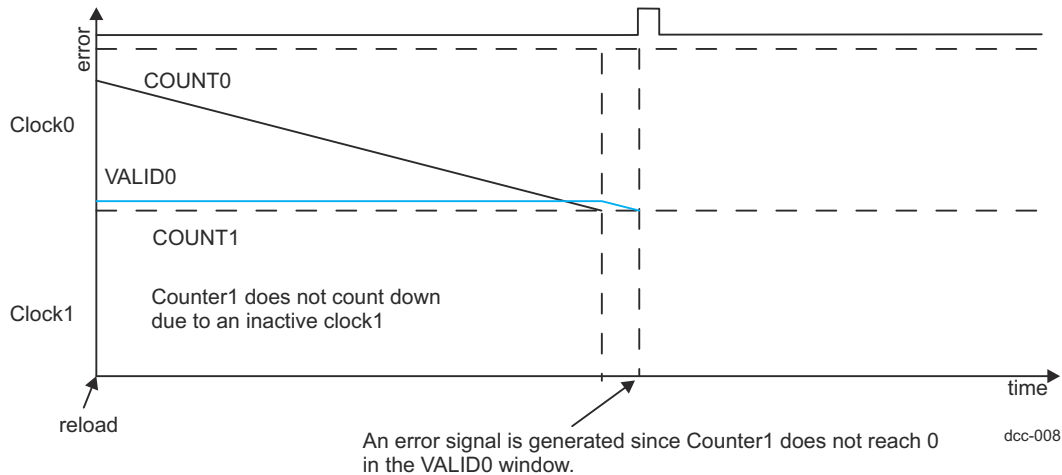 error
COUNT0
Clock0
VALID0
COUNT1
Counter1 does not count down
due to an inactive clock1
Clock1
time
reload
An error signal is generated since Counter1 does not reach 0
in the VALID0 window.
dcc-008